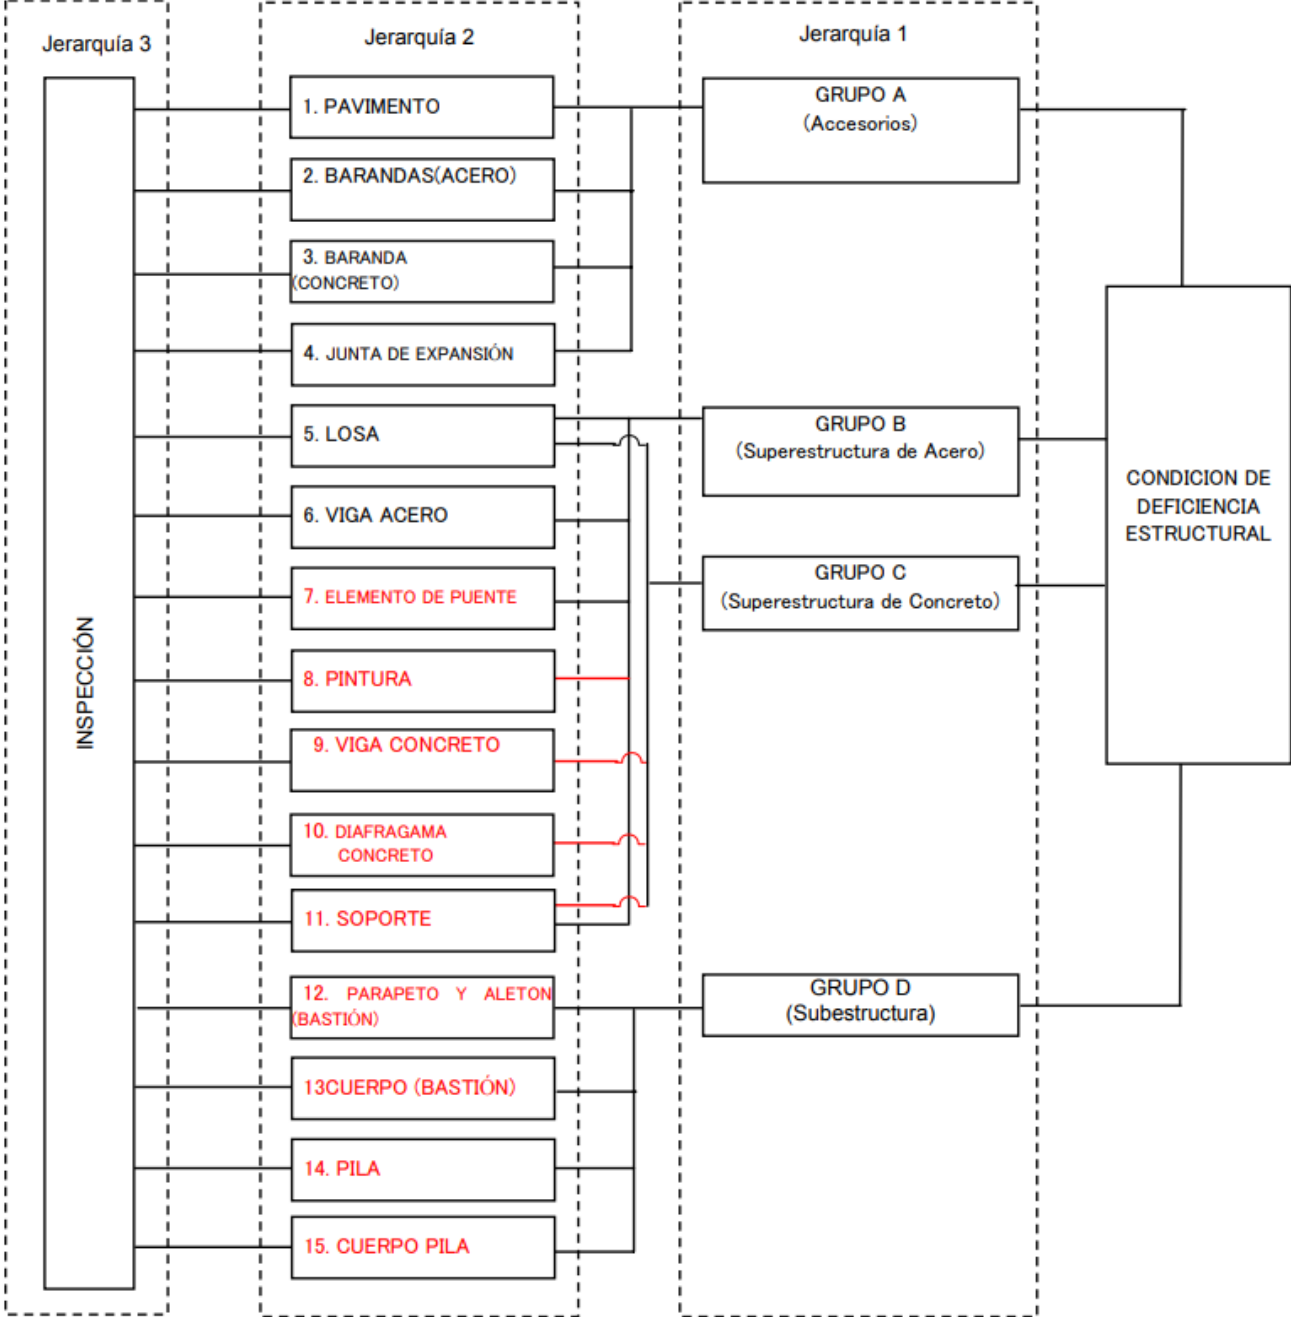 Jerarquía 3
INSPECCIÓN
Jerarquía 2
1. PAVIMENTO
2. BARANDAS(ACERO)
3. BARANDA
(CONCRETO)
4. JUNTA DE EXPANSIÓN
5. LOSA
6. VIGA ACERO
7. ELEMENTO DE PUENTE
8. PINTURA
9. VIGA CONCRETO
10. DIAFRAGAMA
CONCRETO
11. SOPORTE
12. PARAPETO Y ALETON
(BASTIÓN)
13CUERPO (BASTIÓN)
14. PILA
15. CUERPO PILA
Jerarquía 1
GRUPO A
(Accesorios)
GRUPO B
(Superestructura de Acero)
GRUPO C
(Superestructura de Concreto)
GRUPO D
(Subestructura)
CONDICION DE
DEFICIENCIA
ESTRUCTURAL